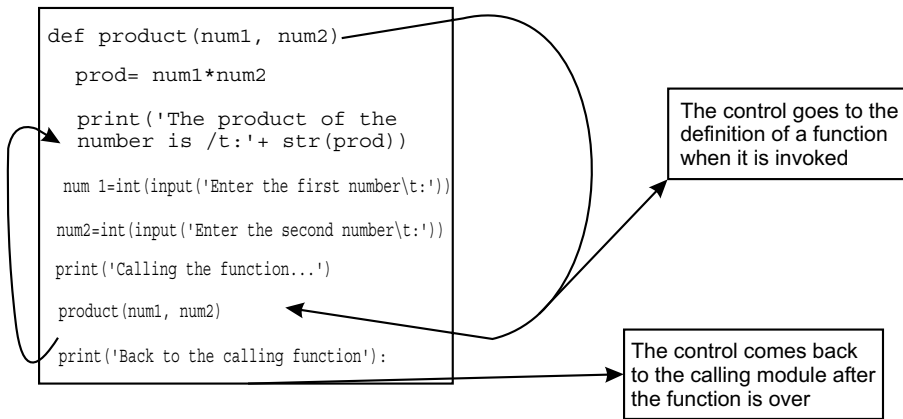 def product(num1, num2)
prod= num1*num2
print('The product of the
number is /t:'+ str(prod))
num 1=int(input('Enter the first number\t:'))
num2=int(input('Enter the second number\t:'))
print('Calling the function...')
product(num1, num2)
print('Back to the calling function'):
The control goes to the
definition of a function
when it is invoked
The control comes back
to the calling module after
the function is over